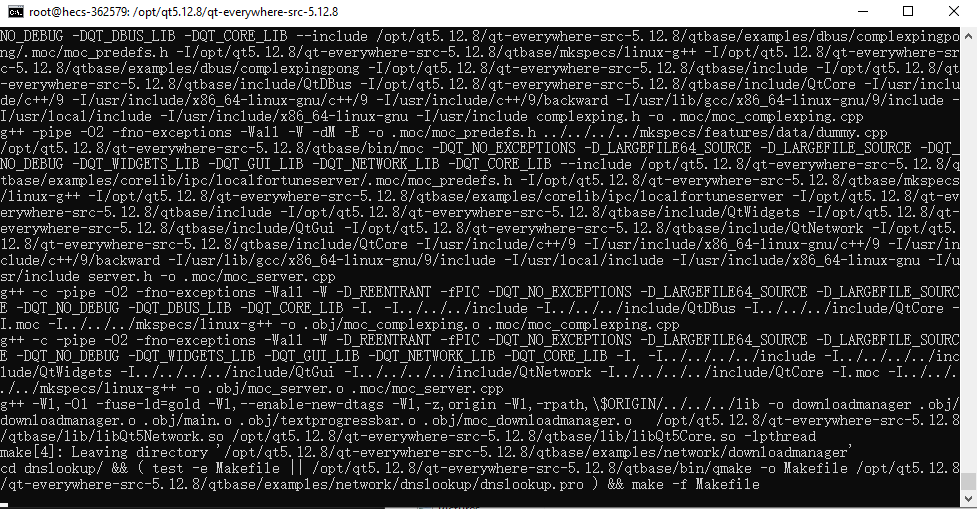 root@hecs-362579: /opt/qt5.12.8/qt-everywhere-src-5.12.8
NO_DEBUG -DQT_DBUS_LIB -DQT_CORE_LIB --include /opt/qt5.12.8/qt-everywhere-src-5.12.8/qtbase/examples/dbus/complexpingpo
ng/.moc/moc_predefs.h -I/opt/qt5.12.8/qt-everywhere-src-5.12.8/qtbase/mkspecs/linux-g++ -I/opt/qt5.12.8/qt-everywhere-sr
c-5.12.8/qtbase/examples/dbus/complexpingpong -I/opt/qt5.12.8/qt-everywhere-src-5.12.8/qtbase/include -I/opt/qt5.12.8/qt
-everywhere-src-5.12.8/qtbase/include/QtDBus -I/opt/qt5.12.8/qt-everywhere-src-5.12.8/qtbase/include/QtCore -I/usr/inclu
de/c++/9 -I/usr/include/x86_64-linux-gnu/c++/9 -I/usr/include/c++/9/backward -I/usr/lib/gcc/x86_64-linux-gnu/9/include -
I/usr/local/include -I/usr/include/x86_64-linux-gnu -I/usr/include complexping.h -o .moc/moc_complexping.cpp
g++ -pipe -O2 -fno-exceptions -Wall -W -dM -E -o .moc/moc_predefs.h ../../../../mkspecs/features/data/dummy.cpp
/opt/qt5.12.8/qt-everywhere-src-5.12.8/qtbase/bin/moc -DQT_NO_EXCEPTIONS -D_LARGEFILE64_SOURCE -D_LARGEFILE_SOURCE -DQT_
NO_DEBUG -DQT_WIDGETS_LIB -DQT_GUI_LIB -DQT_NETWORK_LIB -DQT_CORE_LIB --include /opt/qt5.12.8/qt-everywhere-src-5.12.8/q
tbase/examples/corelib/ipc/localfortuneserver/.moc/moc_predefs.h -I/opt/qt5.12.8/qt-everywhere-src-5.12.8/qtbase/mkspecs
/linux-g++ -I/opt/qt5.12.8/qt-everywhere-src-5.12.8/qtbase/examples/corelib/ipc/localfortuneserver -I/opt/qt5.12.8/qt-ev
erywhere-src-5.12.8/qtbase/include -I/opt/qt5.12.8/qt-everywhere-src-5.12.8/qtbase/include/QtWidgets -I/opt/qt5.12.8/qt-
everywhere-src-5.12.8/qtbase/include/QtGui -I/opt/qt5.12.8/qt-everywhere-src-5.12.8/qtbase/include/QtNetwork -I/opt/qt5.
12.8/qt-everywhere-src-5.12.8/qtbase/include/QtCore -I/usr/include/c++/9 -I/usr/include/x86_64-linux-gnu/c++/9 -I/usr/in
clude/c++/9/backward -I/usr/lib/gcc/x86_64-linux-gnu/9/include -I/usr/local/include -I/usr/include/x86_64-linux-gnu -I/u
sr/include server.h -o .moc/moc_server.cpp
g++ -c -pipe -O2 -fno-exceptions -Wall -W -D_REENTRANT -fPIC -DQT_NO_EXCEPTIONS -D_LARGEFILE64_SOURCE -D_LARGEFILE_SOURC
E -DQT_NO_DEBUG -DQT_DBUS_LIB -DQT_CORE_LIB -I. -I../../../include -I../../../include/QtDBus -I../../../include/QtCore -
I.moc -I../../../mkspecs/linux-g++ -o .obj/moc_complexping.o .moc/moc_complexping.cpp
g++ -c -pipe -O2 -fno-exceptions -Wall -W -D_REENTRANT -fPIC -DQT_NO_EXCEPTIONS -D_LARGEFILE64_SOURCE -D_LARGEFILE_SOURC
E -DQT_NO_DEBUG -DQT_WIDGETS_LIB -DQT_GUI_LIB -DQT_NETWORK_LIB -DQT_CORE_LIB -I. -I../../../../include -I../../../../inc
lude/QtWidgets -I../../../../include/QtGui -I../../../../include/QtNetwork -I../../../../include/QtCore -I.moc -I../../.
./../mkspecs/linux-g++ -o .obj/moc_server.o .moc/moc_server.cpp
g++ -Wl,-O1 -fuse-ld=gold -Wl,--enable-new-dtags -Wl,-z,origin -Wl,-rpath,\$ORIGIN/../../../lib -o downloadmanager .obj/
downloadmanager.o .obj/main.o .obj/textprogressbar.o .obj/moc_downloadmanager.o   /opt/qt5.12.8/qt-everywhere-src-5.12.8
/qtbase/lib/libQt5Network.so /opt/qt5.12.8/qt-everywhere-src-5.12.8/qtbase/lib/libQt5Core.so -lpthread
make[4]: Leaving directory '/opt/qt5.12.8/qt-everywhere-src-5.12.8/qtbase/examples/network/downloadmanager'
cd dnslookup/ && ( test -e Makefile || /opt/qt5.12.8/qt-everywhere-src-5.12.8/qtbase/bin/qmake -o Makefile /opt/qt5.12.8
/qt-everywhere-src-5.12.8/qtbase/examples/network/dnslookup/dnslookup.pro ) && make -f Makefile